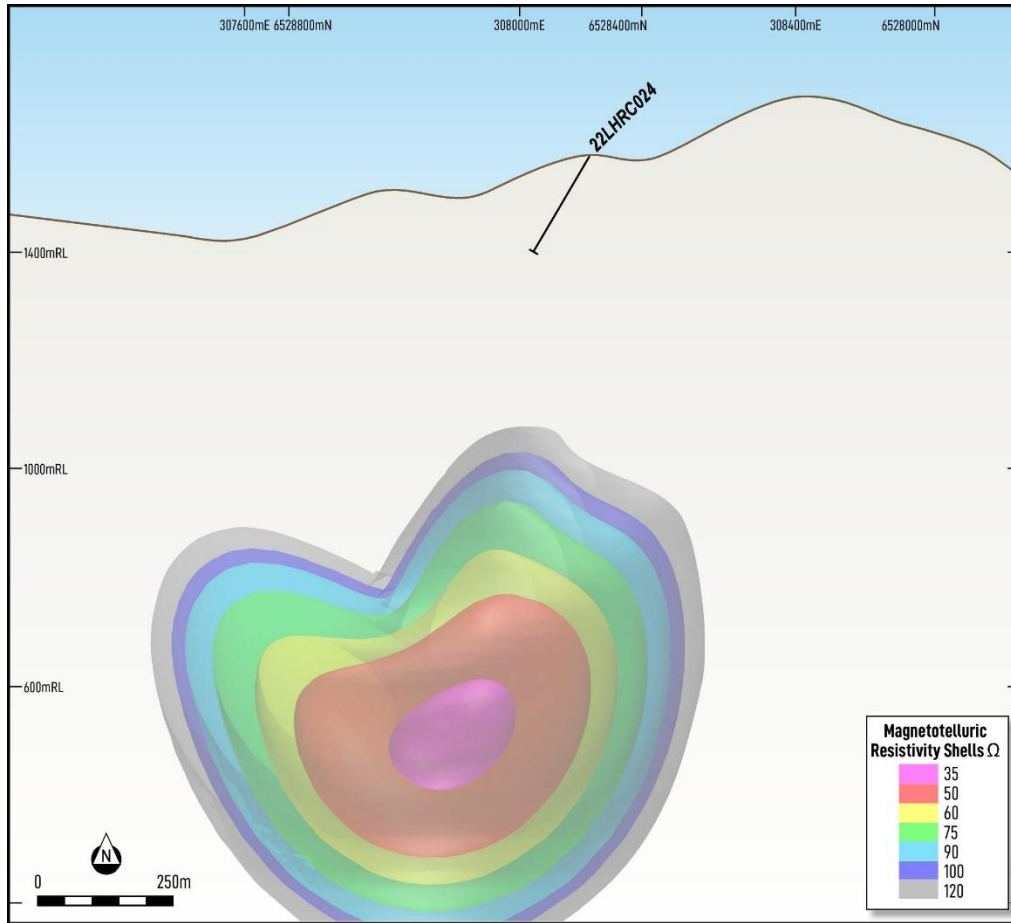 307600mE 6528800mN 308000mE 6528400mN 308400mE 6528000mN
22LHRC024
1400mRL
1000mRL
600mRL
Magnetotelluric
Resistivity Shells Ω
35
50
60
75
90
100
120
N
0 250m